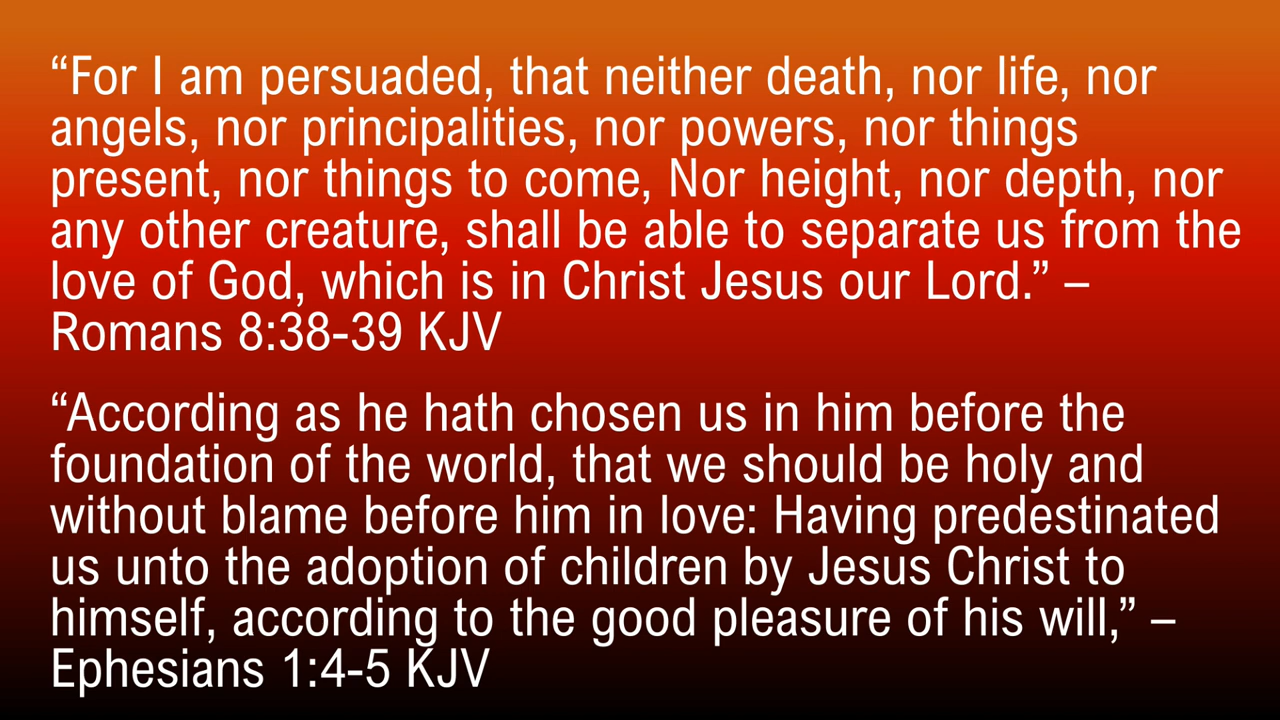 “For I am persuaded, that neither death, nor life, nor
angels, nor principalities, nor powers, nor things
present, nor things to come, Nor height, nor depth, nor
any other creature, shall be able to separate us from the
love of God, which is in Christ Jesus our Lord.” –
Romans 8:38-39 KJV
“According as he hath chosen us in him before the
foundation of the world, that we should be holy and
without blame before him in love: Having predestinated
us unto the adoption of children by Jesus Christ to
himself, according to the good pleasure of his will,” –
Ephesians 1:4-5 KJV